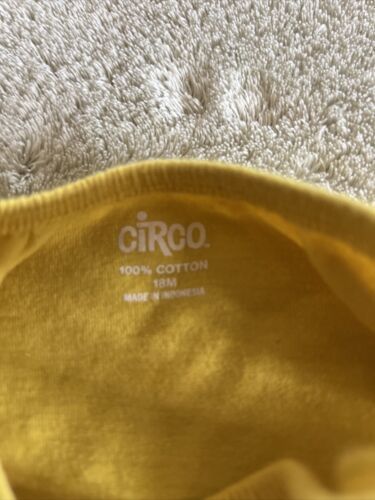 CiRCO
100% COTTON
18M
MADE IN INDONESIA